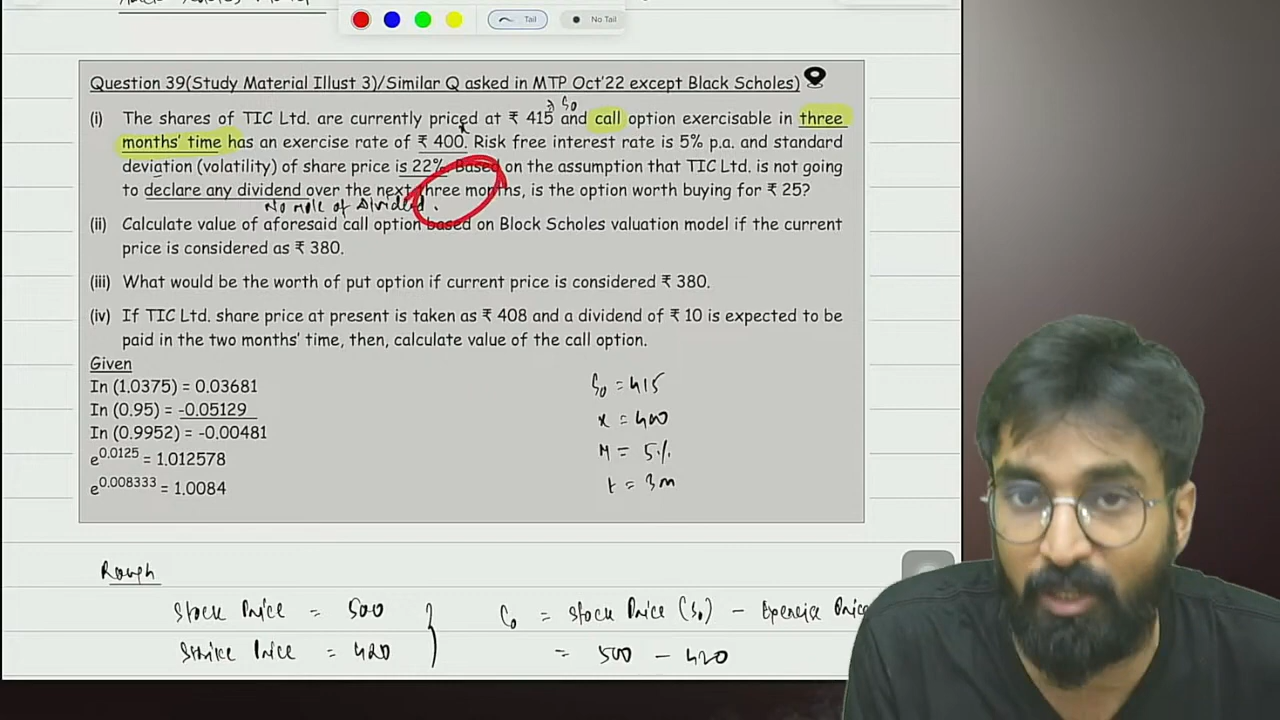 Tail
No Tail
Question 39(Study Material Illust 3)/Similar Q asked in MTP Oct'22 except Black Scholes)
S0
(i) The shares of TIC Ltd. are currently priced at ₹ 415 and call option exercisable in three
months' time has an exercise rate of ₹ 400. Risk free interest rate is 5% p.a. and standard
deviation (volatility) of share price is 22%. Based on the assumption that TIC Ltd. is not going
to declare any dividend over the next three months, is the option worth buying for ₹ 25?
No role of Dividend.
(ii) Calculate value of aforesaid call option based on Block Scholes valuation model if the current
price is considered as ₹ 380.
(iii) What would be the worth of put option if current price is considered ₹ 380.
(iv) If TIC Ltd. share price at present is taken as ₹ 408 and a dividend of ₹ 10 is expected to be
paid in the two months' time, then, calculate value of the call option.
Given
In (1.0375) = 0.03681
In (0.95) = -0.05129
In (0.9952) = -0.00481
e^0.0125 = 1.012578
e^0.008333 = 1.0084
S0 = 415
x = 400
r = 5%
t = 3m
Rough
Stock Price = 500
Strike Price = 420
C0 = Stock Price (S0) - Exercise Price
= 500 - 420